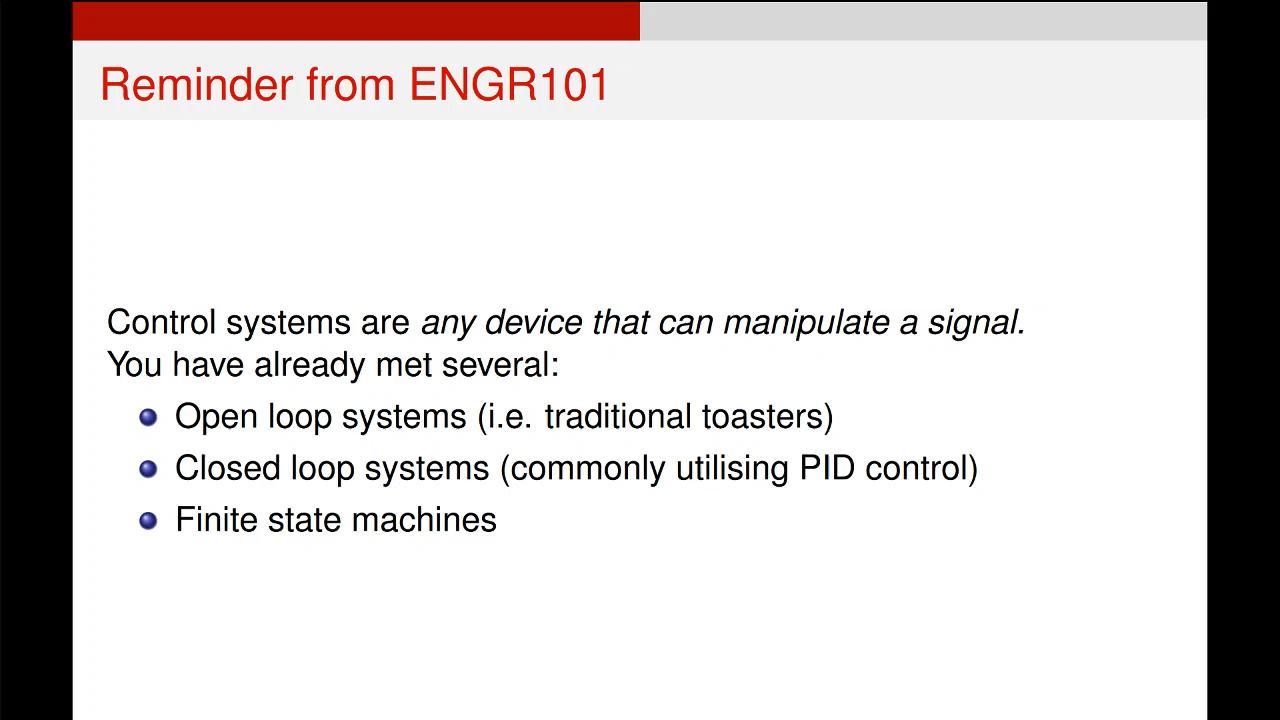 Reminder from ENGR101
Control systems are any device that can manipulate a signal.
You have already met several:
Open loop systems (i.e. traditional toasters)
Closed loop systems (commonly utilising PID control)
Finite state machines